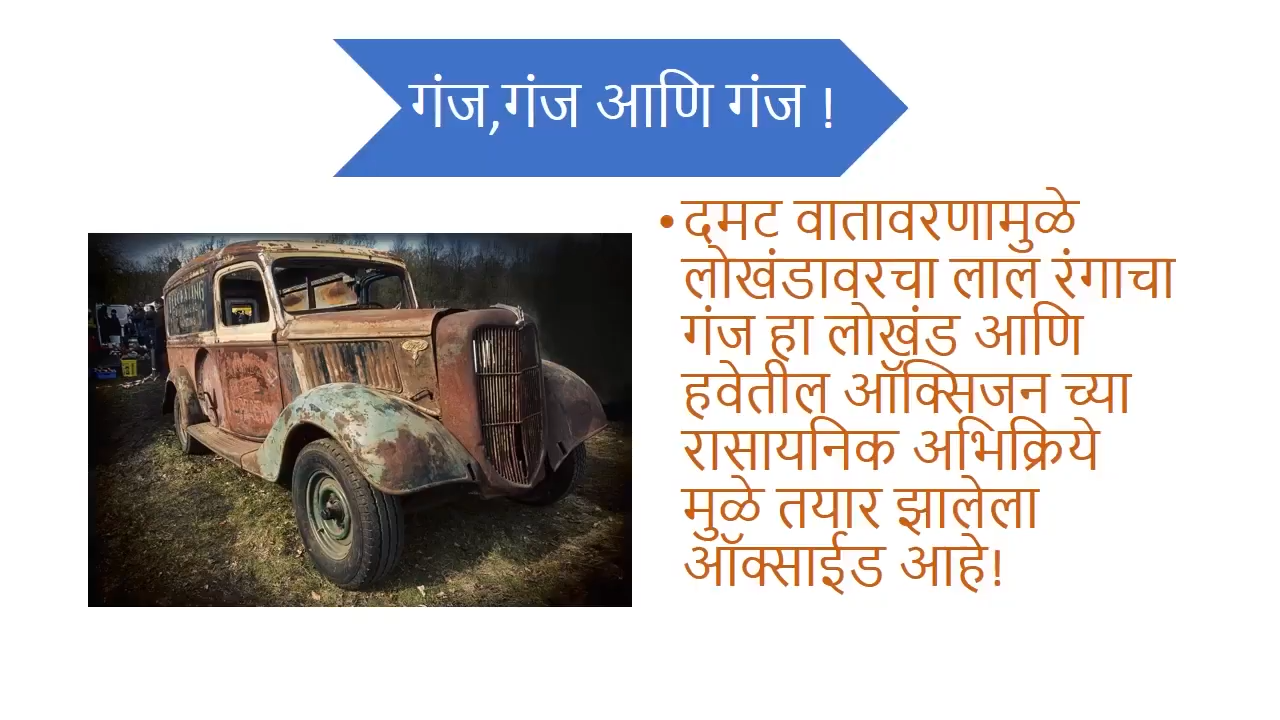 गंज,गंज आणि गंज !
•दमट वातावरणामुळे
लोखंडावरचा लाल रंगाचा
गंज हा लोखंड आणि
हवेतील ऑक्सिजन च्या
रासायनिक अभिक्रिये
मुळे तयार झालेला
ऑक्साईड आहे!